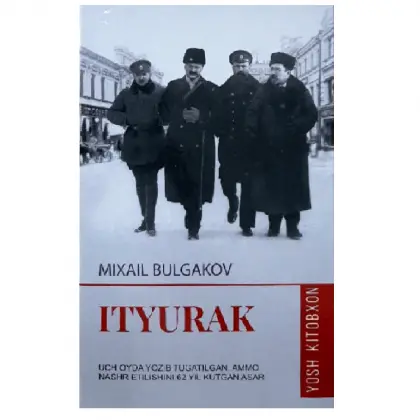 MIXAIL BULGAKOV
ITYURAK
UCH OYDA YOZIB TUGATILGAN, AMMO
NASHR ETILISHINI 62 YIL KUTGAN ASAR
YOSH KITOBXON